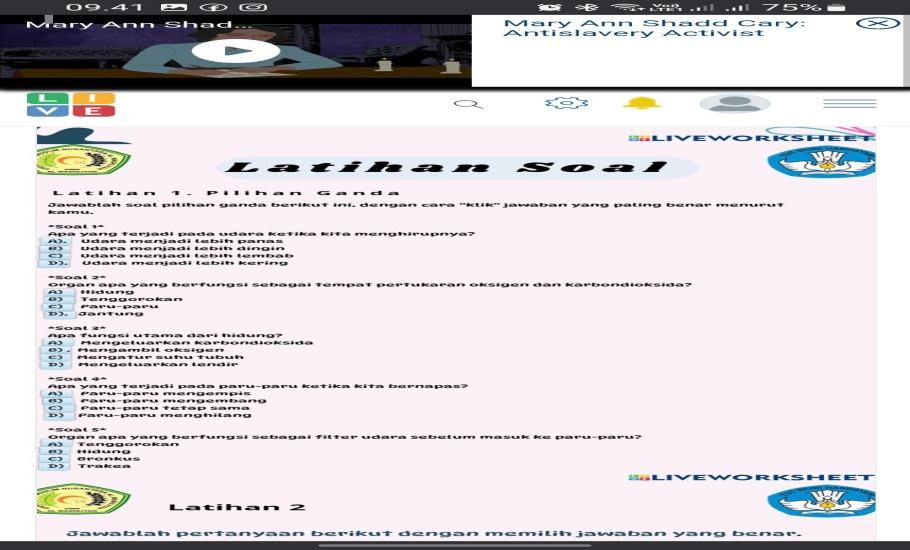 09.41
Vo))
LTE1
75%
Mary Ann Shad...
Mary Ann Shadd Cary:
Antislavery Activist
L I
V E
LIVEWORKSHEETS
Latihan Soal
Latihan 1. Pilihan Ganda
Jawablah soal pilihan ganda berikut ini, dengan cara "klik" jawaban yang paling benar menurut
kamu.
*Soal 1*
Apa yang terjadi pada udara ketika kita menghirupnya?
A). Udara menjadi lebih panas
B) Udara menjadi lebih dingin
C) Udara menjadi lebih lembab
D). Udara menjadi lebih kering
*Soal 2*
Organ apa yang berfungsi sebagai tempat pertukaran oksigen dan karbondioksida?
A) Hidung
B) Tenggorokan
C) Paru-paru
D). Jantung
*Soal 3*
Apa fungsi utama dari hidung?
A) Mengeluarkan karbondioksida
B). Mengambil oksigen
C) Mengatur suhu tubuh
D) Mengeluarkan lendir
*Soal 4*
Apa yang terjadi pada paru-paru ketika kita bernapas?
A) Paru-paru mengempis
B) Paru-paru mengembang
C) Paru-paru tetap sama
D) Paru-paru menghilang
*Soal 5*
Organ apa yang berfungsi sebagai filter udara sebelum masuk ke paru-paru?
A) Tenggorokan
B) Hidung
C) Bronkus
D) Trakea
LIVEWORKSHEETS
Latihan 2
Jawablah pertanyaan berikut dengan memilih jawaban yang benar.